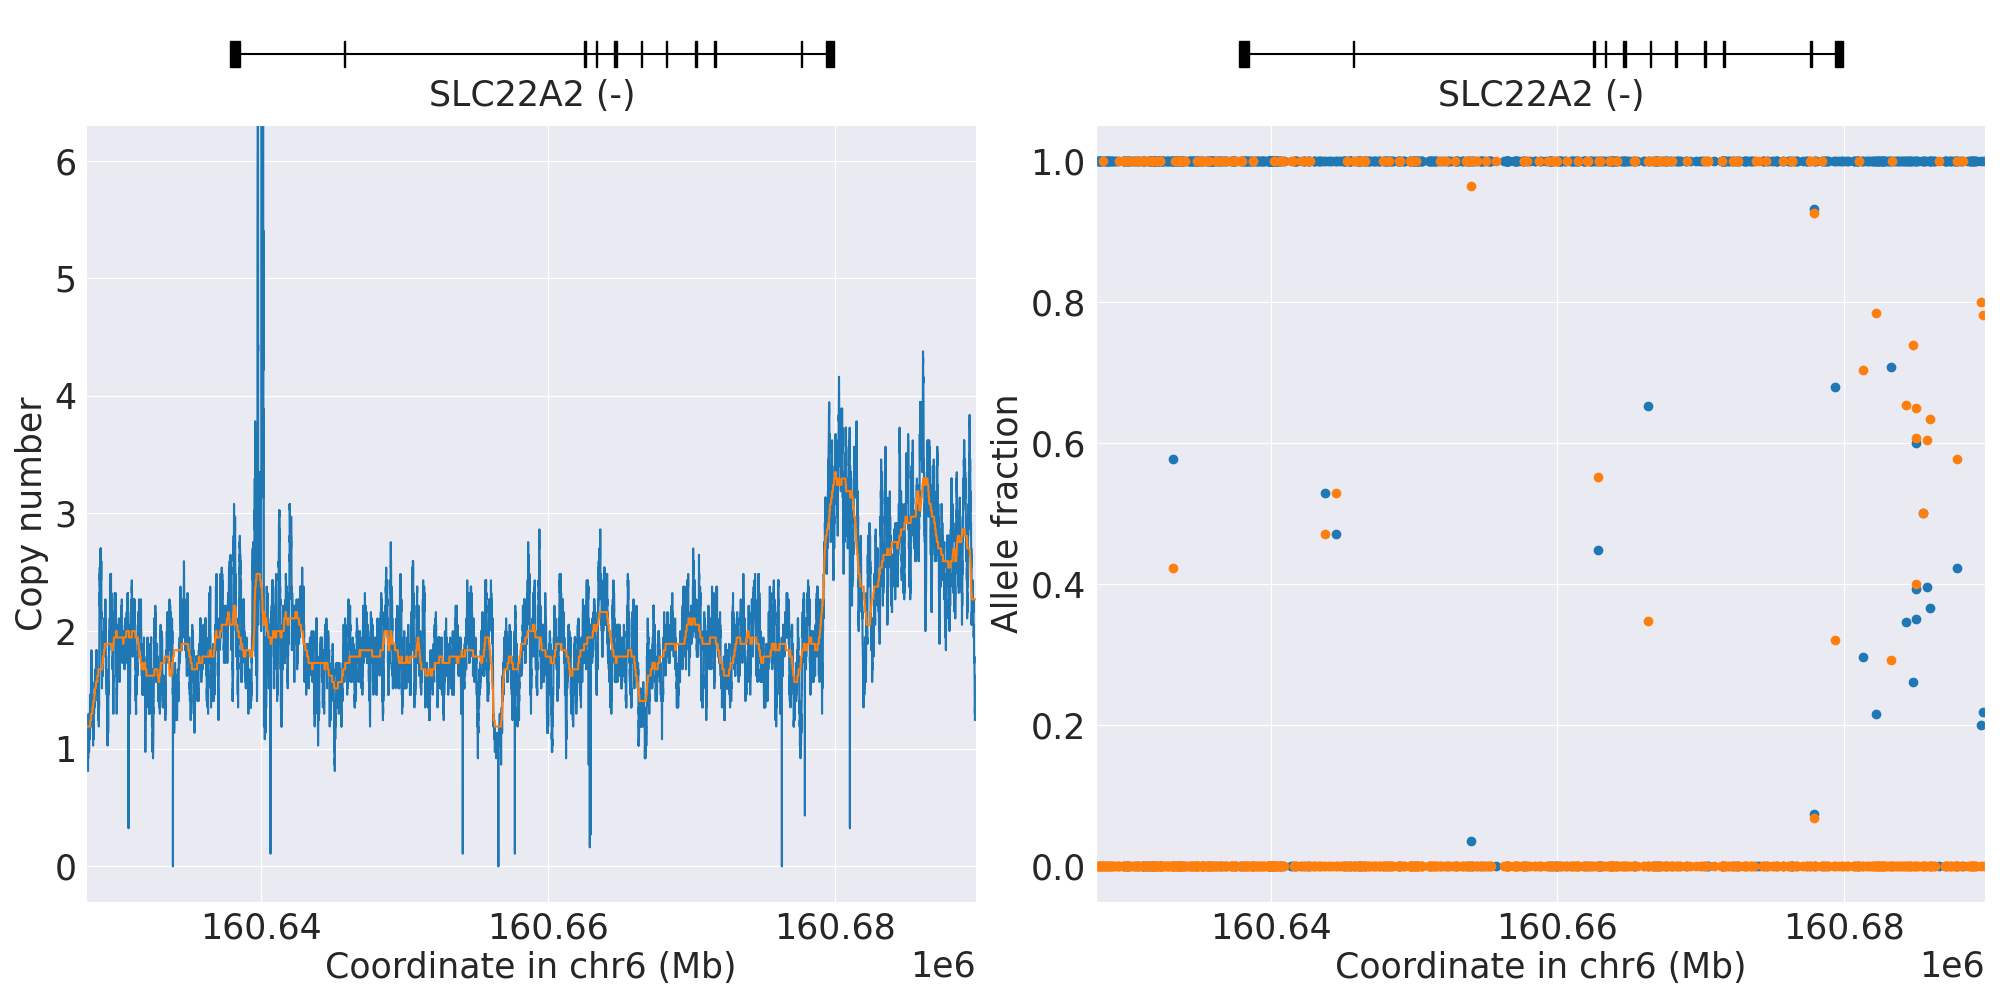 SLC22A2 (-)
6
5
4
3
2
1
0
Copy number
160.64
160.66
160.68
Coordinate in chr6 (Mb)
1e6
SLC22A2 (-)
1.0
0.8
0.6
0.4
0.2
0.0
Allele fraction
160.64
160.66
160.68
Coordinate in chr6 (Mb)
1e6